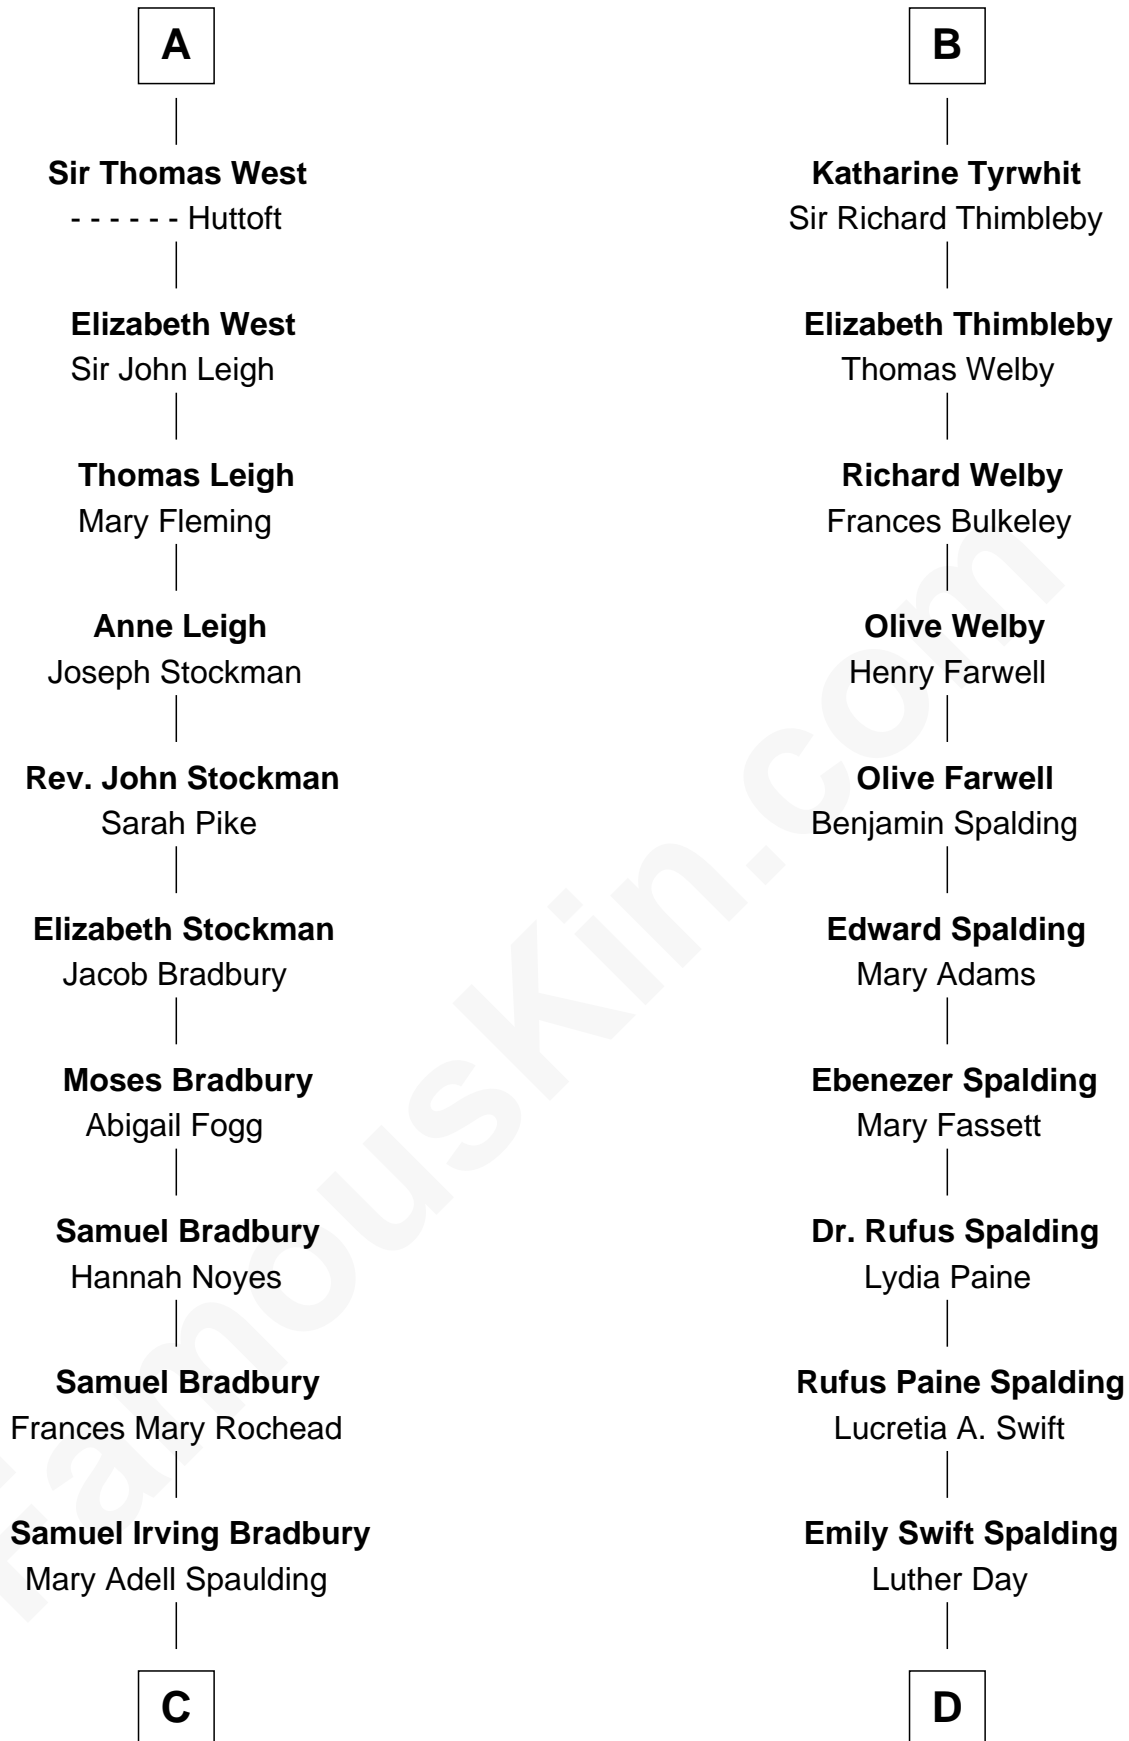 A
Sir Thomas West
- - - - - - Huttoft
Elizabeth West
Sir John Leigh
Thomas Leigh
Mary Fleming
Anne Leigh
Joseph Stockman
Rev. John Stockman
Sarah Pike
Elizabeth Stockman
Jacob Bradbury
Moses Bradbury
Abigail Fogg
Samuel Bradbury
Hannah Noyes
Samuel Bradbury
Frances Mary Rochead
Samuel Irving Bradbury
Mary Adell Spaulding
C
B
Katharine Tyrwhit
Sir Richard Thimbleby
Elizabeth Thimbleby
Thomas Welby
Richard Welby
Frances Bulkeley
Olive Welby
Henry Farwell
Olive Farwell
Benjamin Spalding
Edward Spalding
Mary Adams
Ebenezer Spalding
Mary Fassett
Dr. Rufus Spalding
Lydia Paine
Rufus Paine Spalding
Lucretia A. Swift
Emily Swift Spalding
Luther Day
D
FamousKin.com